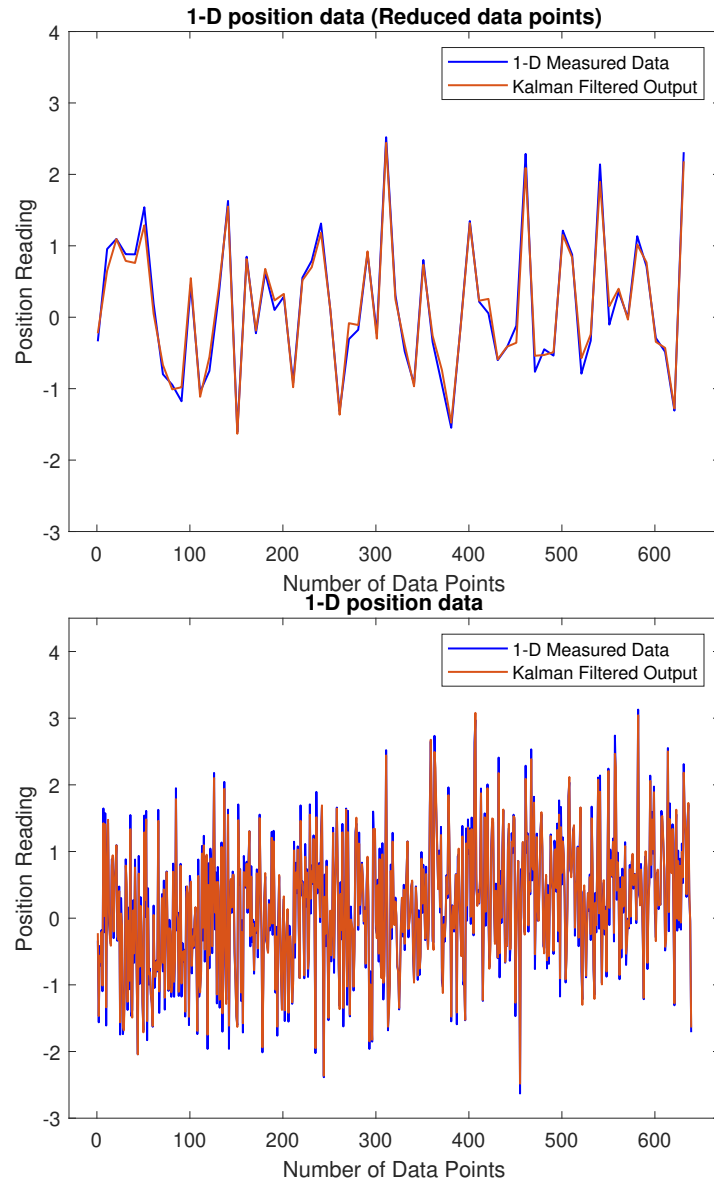 1-D position data (Reduced data points)
4
3
2
1
0
-1
-2
-3
Position Reading
1-D Measured Data
Kalman Filtered Output
0 100 200 300 400 500 600
Number of Data Points
1-D position data
4
3
2
1
0
-1
-2
-3
Position Reading
1-D Measured Data
Kalman Filtered Output
0 100 200 300 400 500 600
Number of Data Points